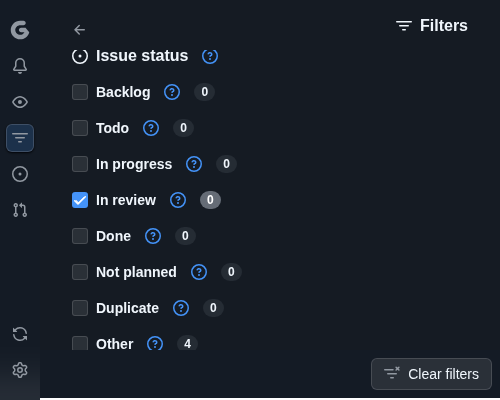 Filters
Issue status
Backlog 0
Todo 0
In progress 0
In review 0
Done 0
Not planned 0
Duplicate 0
Other 4
Clear filters